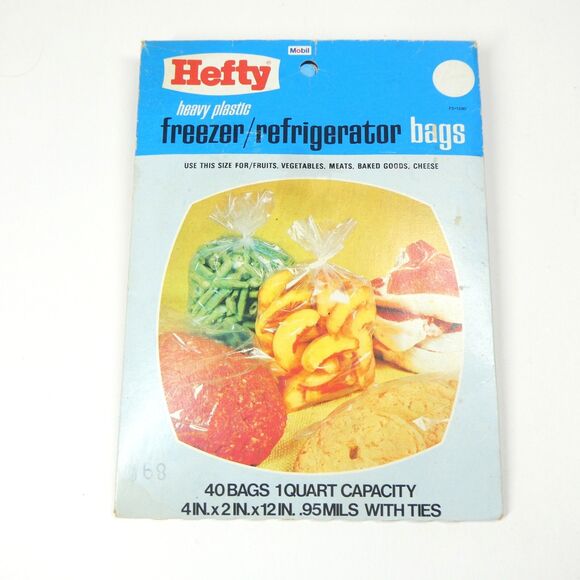 Mobil
Hefty®
heavy plastic
freezer/refrigerator bags
USE THIS SIZE FOR/FRUITS, VEGETABLES, MEATS, BAKED GOODS, CHEESE
68
40 BAGS 1 QUART CAPACITY
4 IN. x 2 IN. x 12 IN. .95 MILS WITH TIES